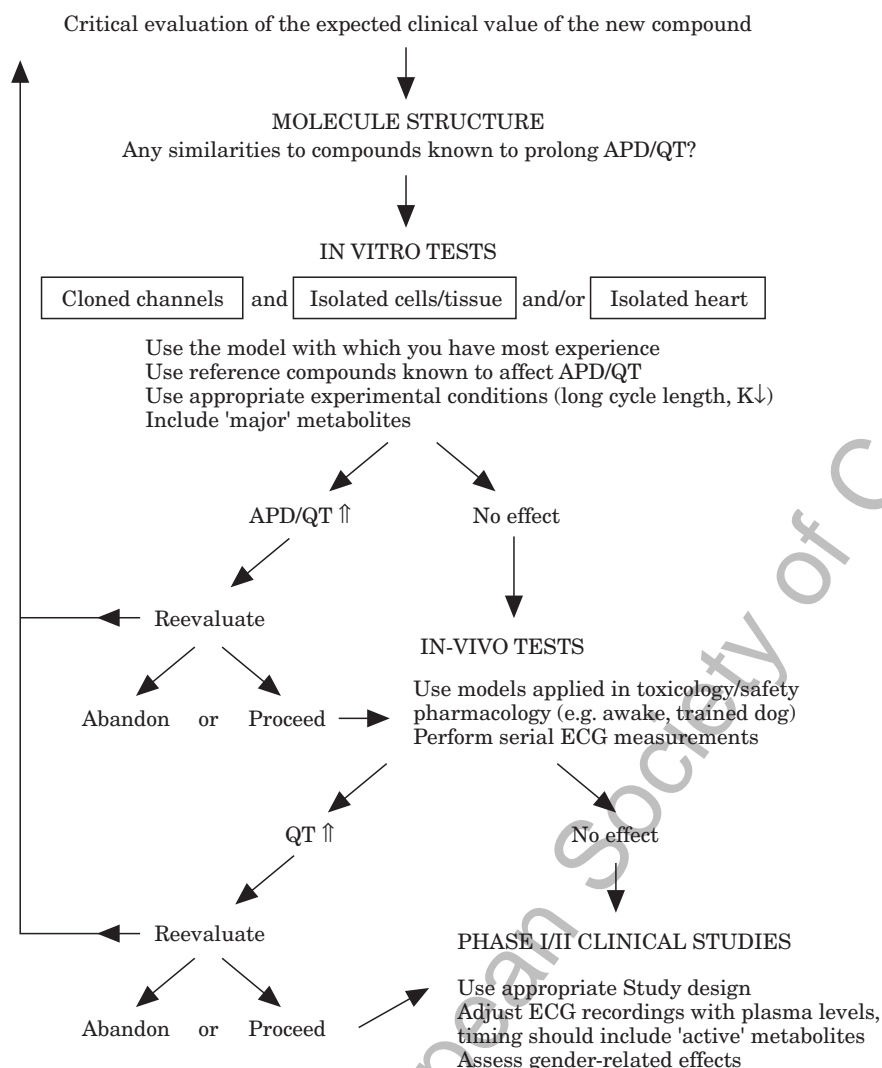 Critical evaluation of the expected clinical value of the new compound
MOLECULE STRUCTURE
Any similarities to compounds known to prolong APD/QT?
IN VITRO TESTS
Cloned channels and Isolated cells/tissue and/or Isolated heart
Use the model with which you have most experience
Use reference compounds known to affect APD/QT
Use appropriate experimental conditions (long cycle length, K↓)
Include 'major' metabolites
APD/QT ⇑ No effect
Reevaluate
IN-VIVO TESTS
Use models applied in toxicology/safety
pharmacology (e.g. awake, trained dog)
Perform serial ECG measurements
Abandon or Proceed
QT ⇑ No effect
Reevaluate
PHASE I/II CLINICAL STUDIES
Use appropriate Study design
Adjust ECG recordings with plasma levels,
timing should include 'active' metabolites
Assess gender-related effects
Abandon or Proceed
ean Society of C